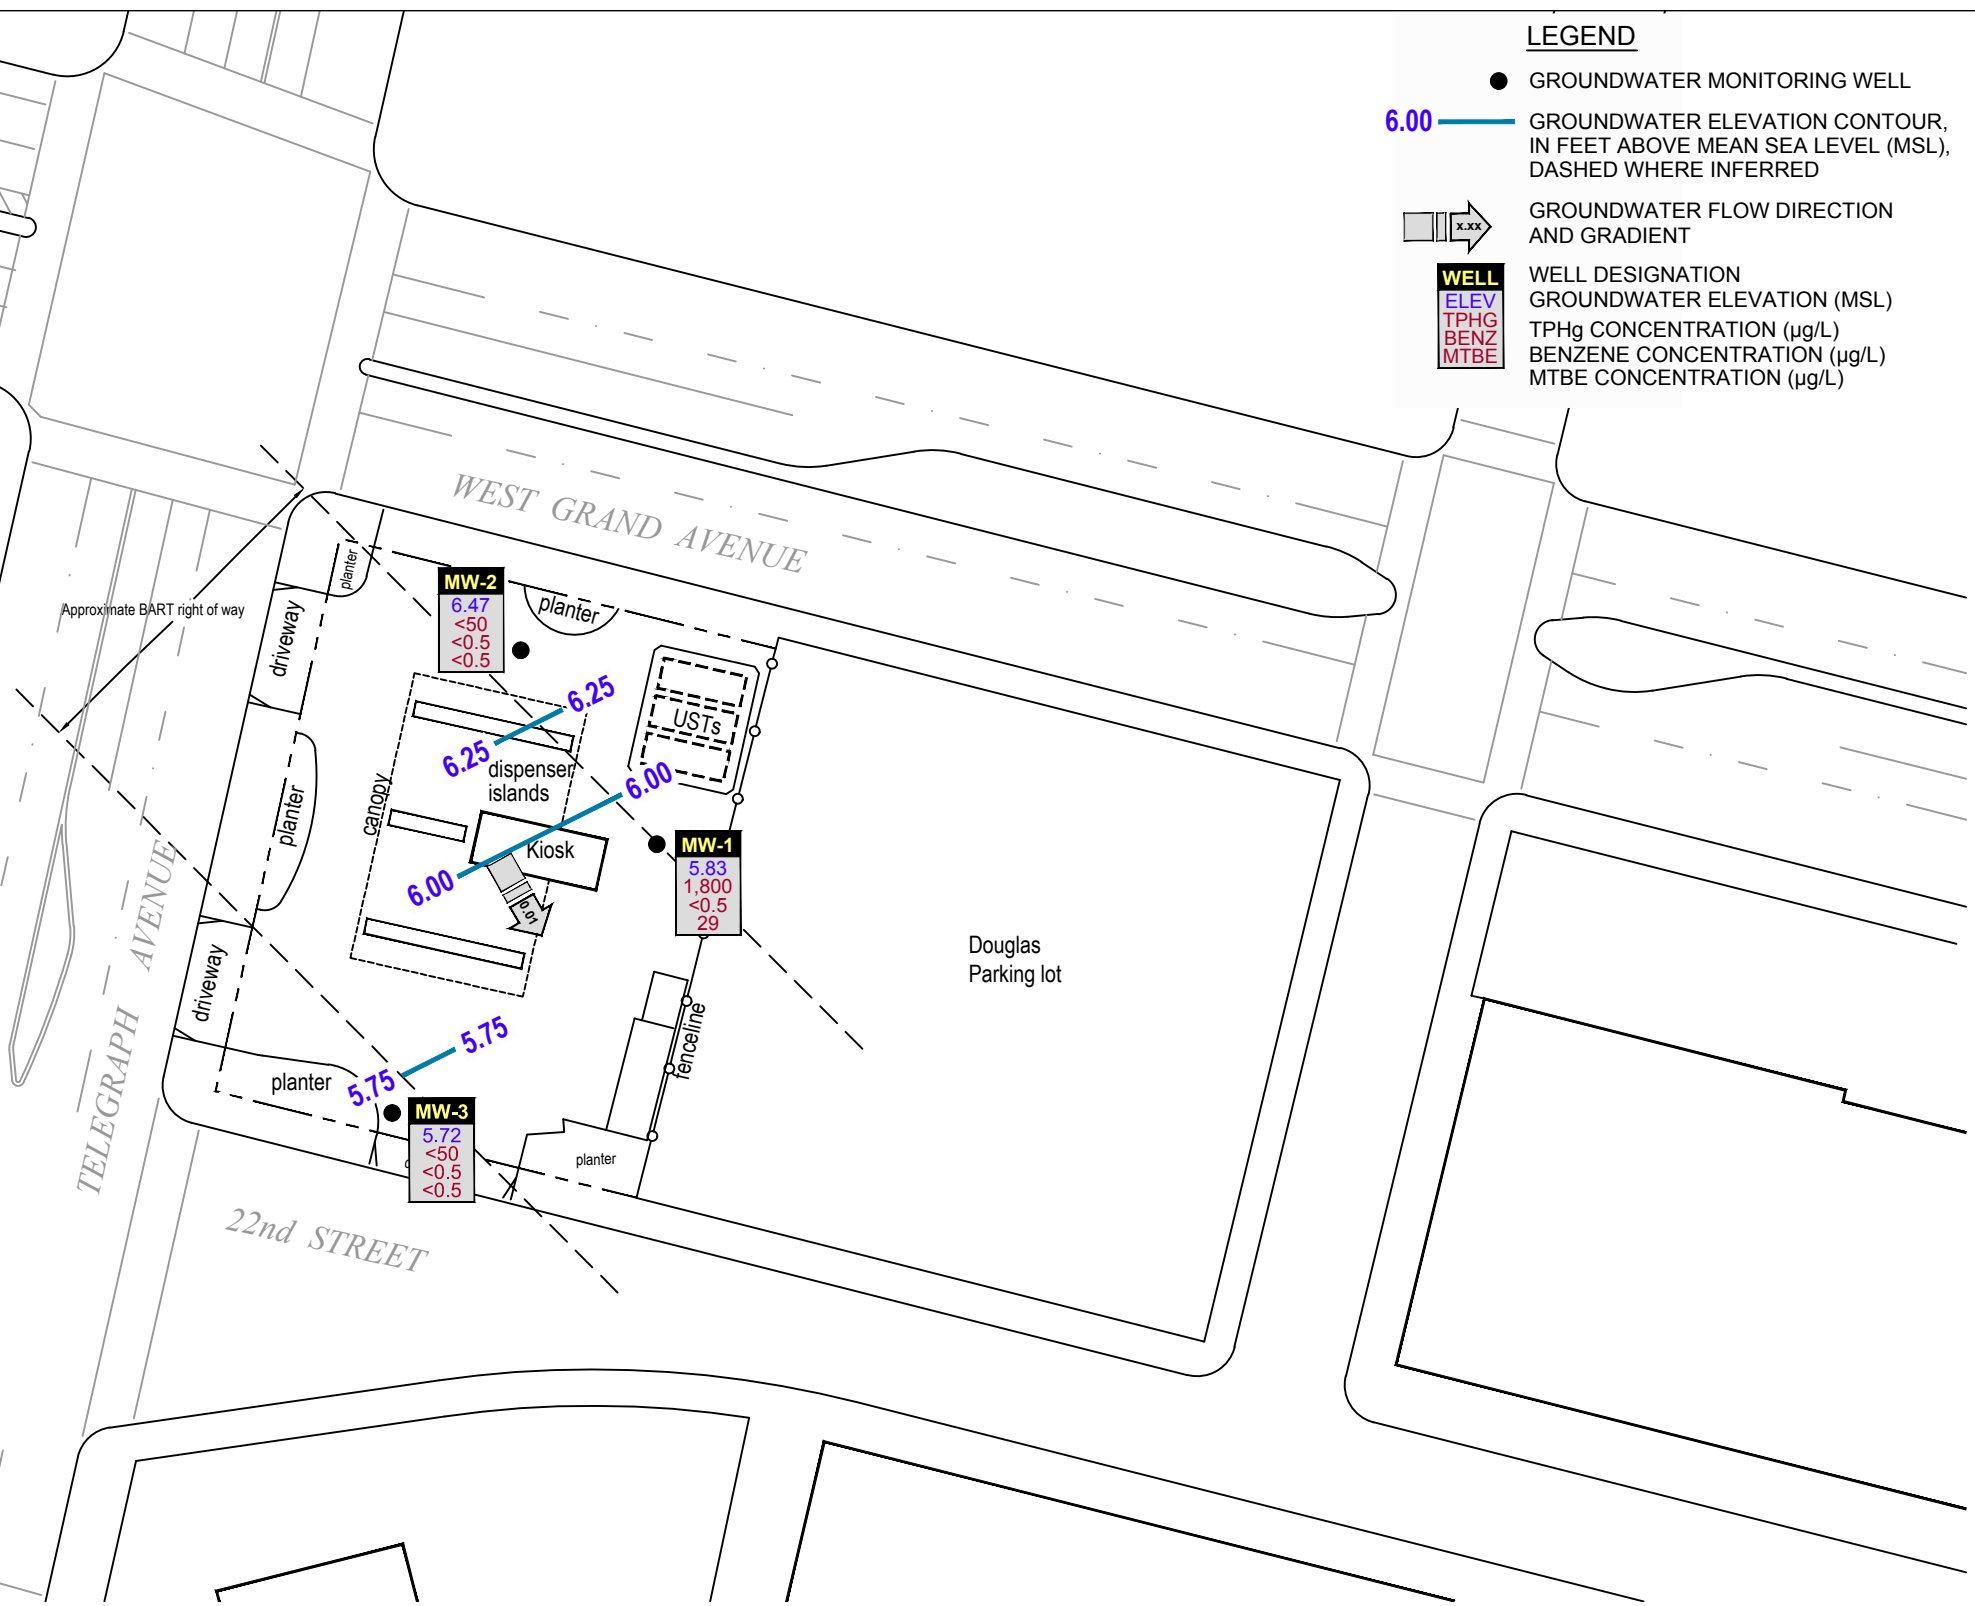 LEGEND
GROUNDWATER MONITORING WELL
6.00
GROUNDWATER ELEVATION CONTOUR,
IN FEET ABOVE MEAN SEA LEVEL (MSL),
DASHED WHERE INFERRED
x.xx
GROUNDWATER FLOW DIRECTION
AND GRADIENT
WELL
ELEV
TPHG
BENZ
MTBE
WELL DESIGNATION
GROUNDWATER ELEVATION (MSL)
TPHg CONCENTRATION (µg/L)
BENZENE CONCENTRATION (µg/L)
MTBE CONCENTRATION (µg/L)
WEST GRAND AVENUE
planter
Approximate BART right of way
driveway
MW-2
6.47
<50
<0.5
<0.5
planter
6.25
6.25
USTs
dispenser
islands
6.00
canopy
planter
Kiosk
6.00
0.01
MW-1
5.83
1,800
<0.5
29
TELEGRAPH AVENUE
driveway
Douglas
Parking lot
fenceline
5.75
5.75
planter
MW-3
5.72
<50
<0.5
<0.5
planter
22nd STREET